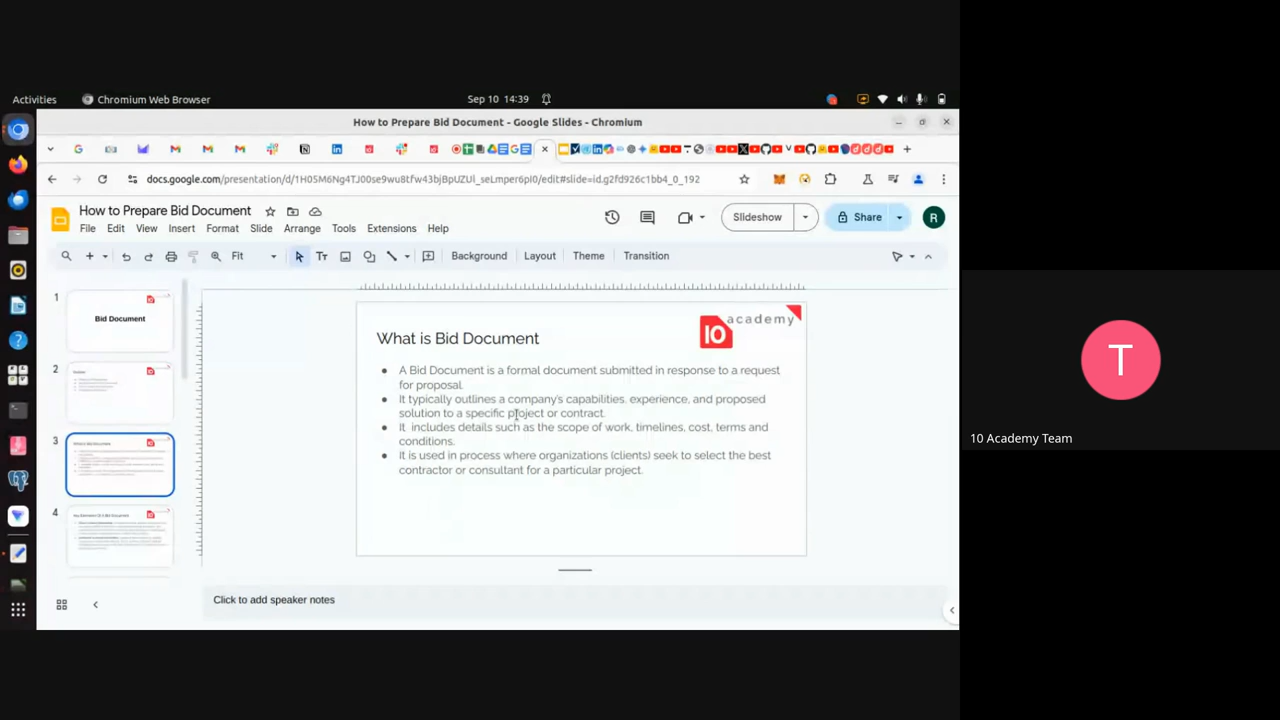 Activities
Chromium Web Browser
Sep 10 14:39
How to Prepare Bid Document - Google Slides - Chromium
docs.google.com/presentation/d/1H05M6Ng4TJ00se9wu8tfw43bjBpUZUl_seLmper6pI0/edit#slide=id.g2fd926c1bb4_0_192
How to Prepare Bid Document
Slideshow
Share
R
File Edit View Insert Format Slide Arrange Tools Extensions Help
Fit
Background Layout Theme Transition
1
Bid Document
2
3
4
10 academy
What is Bid Document
● A Bid Document is a formal document submitted in response to a request
for proposal.
● It typically outlines a company's capabilities, experience, and proposed
solution to a specific project or contract.
● It includes details such as the scope of work, timelines, cost, terms and
conditions.
● It is used in process where organizations (clients) seek to select the best
contractor or consultant for a particular project.
Click to add speaker notes
T
10 Academy Team